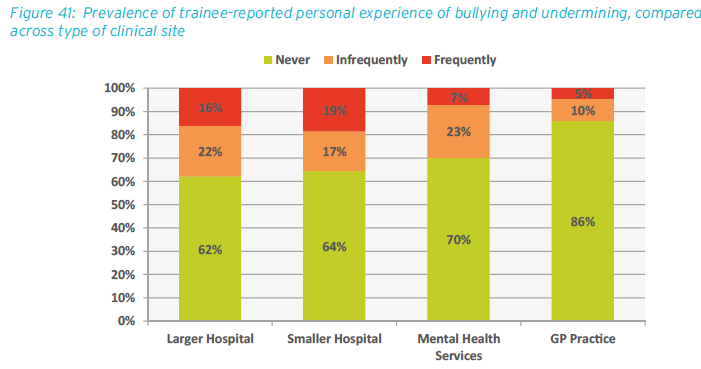 Figure 41: Prevalence of trainee-reported personal experience of bullying and undermining, compared
across type of clinical site
Never Infrequently Frequently
100%
90%
80%
70%
60%
50%
40%
30%
20%
10%
0%
16%
22%
62%
19%
17%
64%
7%
23%
70%
5%
10%
86%
Larger Hospital
Smaller Hospital
Mental Health
Services
GP Practice